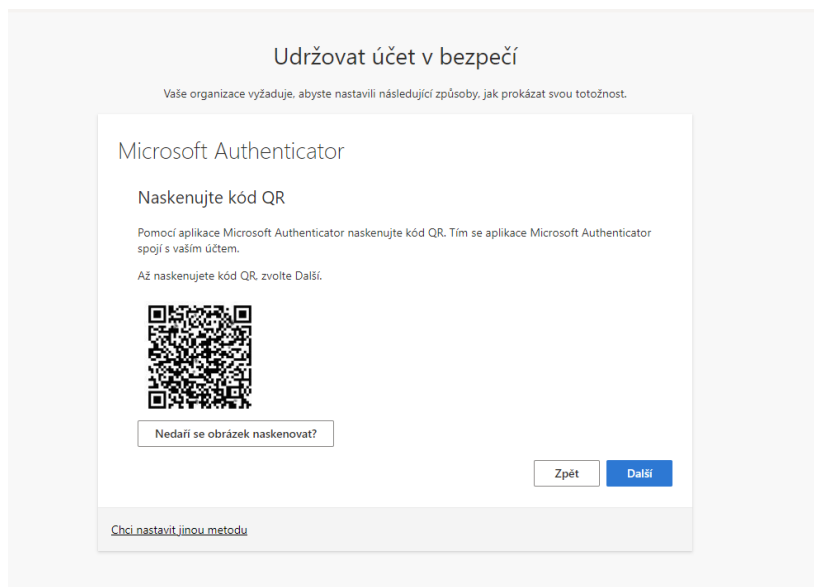 Udržovat účet v bezpečí
Vaše organizace vyžaduje, abyste nastavili následující způsoby, jak prokázat svou totožnost.
Microsoft Authenticator
Naskenujte kód QR
Pomocí aplikace Microsoft Authenticator naskenujte kód QR. Tím se aplikace Microsoft Authenticator
spojí s vaším účtem.
Až naskenujete kód QR, zvolte Další.
Nedaří se obrázek naskenovat?
Zpět
Další
Chci nastavit jinou metodu